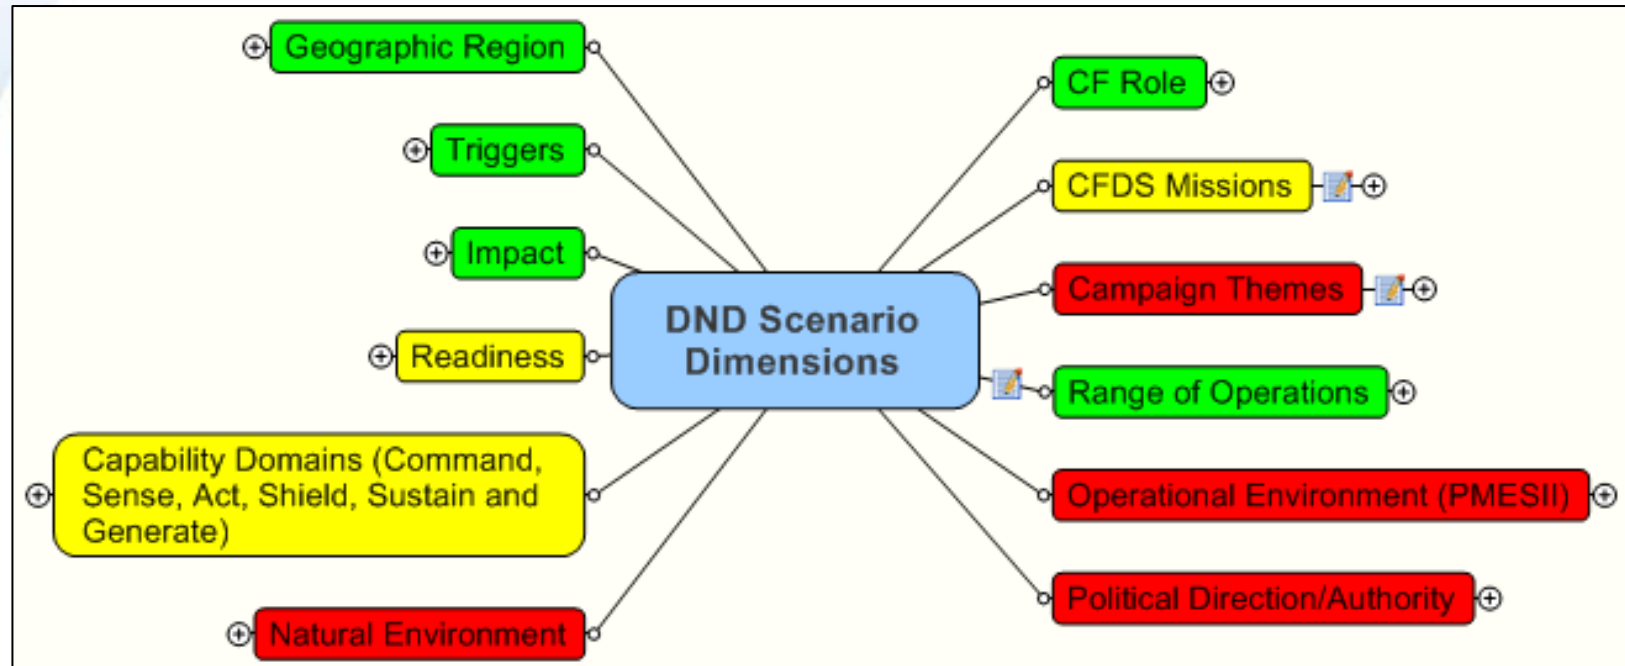 Geographic Region
Triggers
Impact
Readiness
Capability Domains (Command,
Sense, Act, Shield, Sustain and
Generate)
Natural Environment
DND Scenario
Dimensions
CF Role
CFDS Missions
Campaign Themes
Range of Operations
Operational Environment (PMESII)
Political Direction/Authority